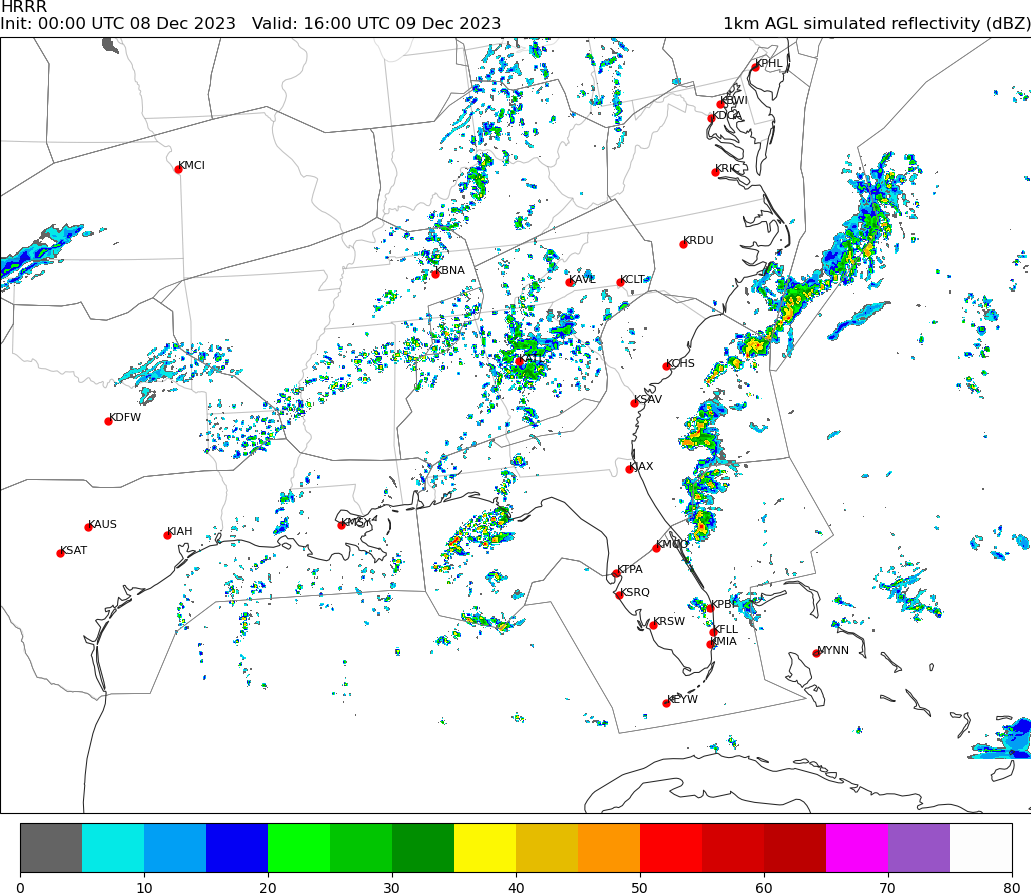 HRRR
Init: 00:00 UTC 08 Dec 2023   Valid: 16:00 UTC 09 Dec 2023   1km AGL simulated reflectivity (dBZ)
KPHL
KBWI
KDCA
KMCI
KRIC
KRDU
KBNA
KAVL
KCLT
KATL
KCHS
KSAV
KDFW
KJAX
KAUS
KMSY
KIAH
KSAT
KMCO
KTPA
KSRQ
KPBI
KRSW
KFLL
KMIA
MYNN
KEYW
0 10 20 30 40 50 60 70 80